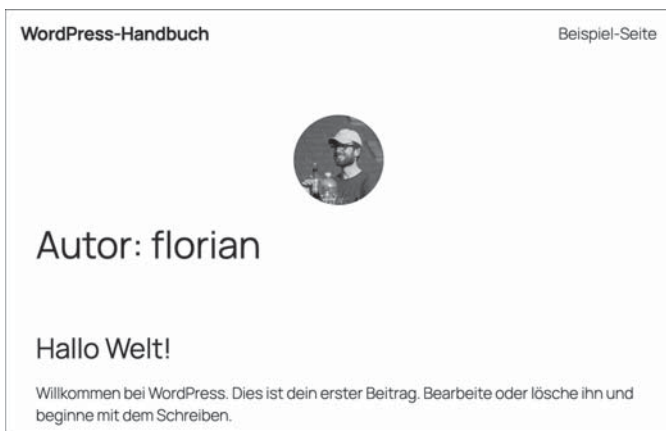 WordPress-Handbuch
Beispiel-Seite
Autor: florian
Hallo Welt!
Willkommen bei WordPress. Dies ist dein erster Beitrag. Bearbeite oder lösche ihn und
beginne mit dem Schreiben.